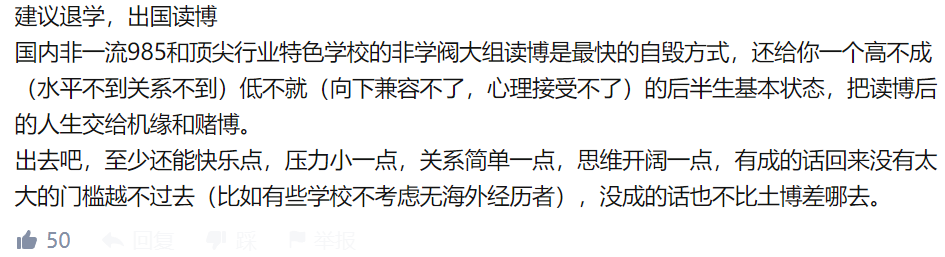 建议退学，出国读博
国内非一流985和顶尖行业特色学校的非学阀大组读博是最快的自毁方式，还给你一个高不成
（水平不到关系不到）低不就（向下兼容不了，心理接受不了）的后半生基本状态，把读博后
的人生交给机缘和赌博。
出去吧，至少还能快乐点，压力小一点，关系简单一点，思维开阔一点，有成的话回来没有太
大的门槛越不过去（比如有些学校不考虑无海外经历者），没成的话也不比土博差哪去。
50 回复 踩 举报